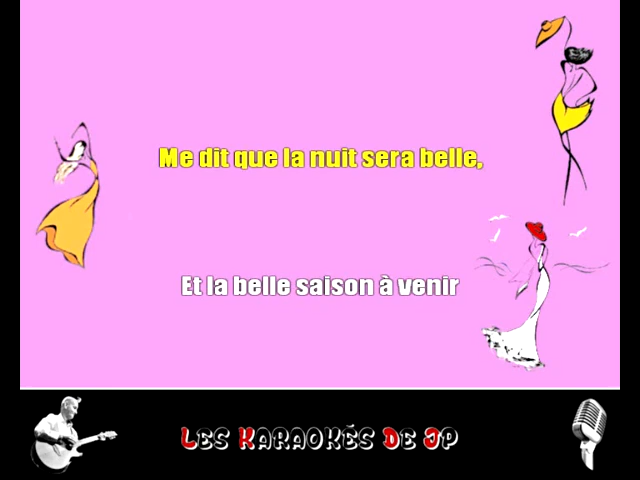 Me dit que la nuit sera belle,
Et la belle saison à venir
Les Karaokés De JP